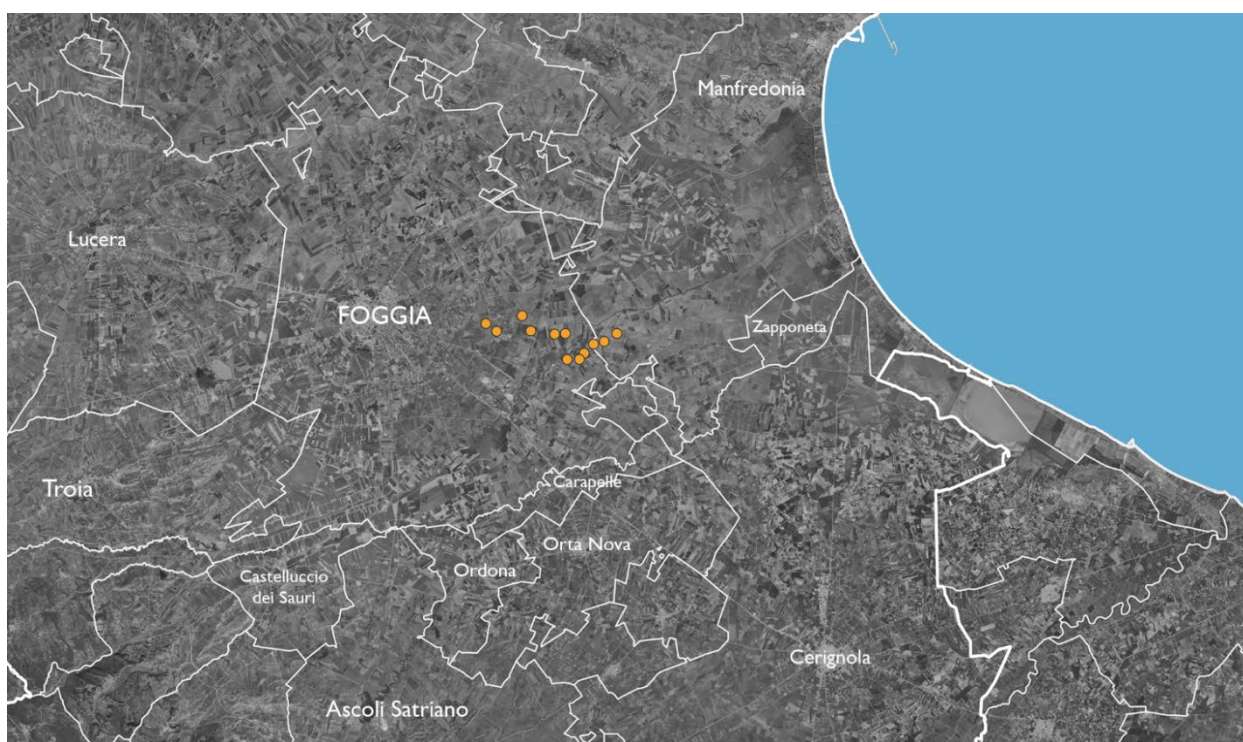 Manfredonia
Lucera
FOGGIA
Zapponeta
Troia
Carapelle
Orta Nova
Ordona
Castelluccio
dei Sauri
Cerignola
Ascoli Satriano